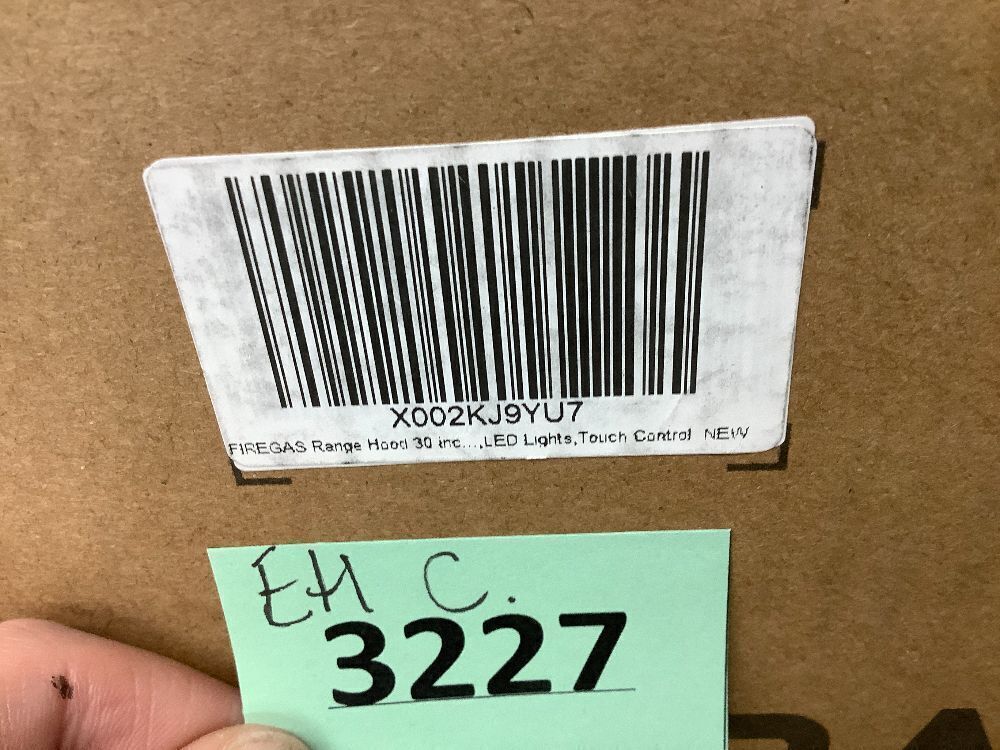 X002KJ9YU7
FIREGAS Range Hood 30 inc...,LED Lights,Touch Control NEW
EH C.
3227